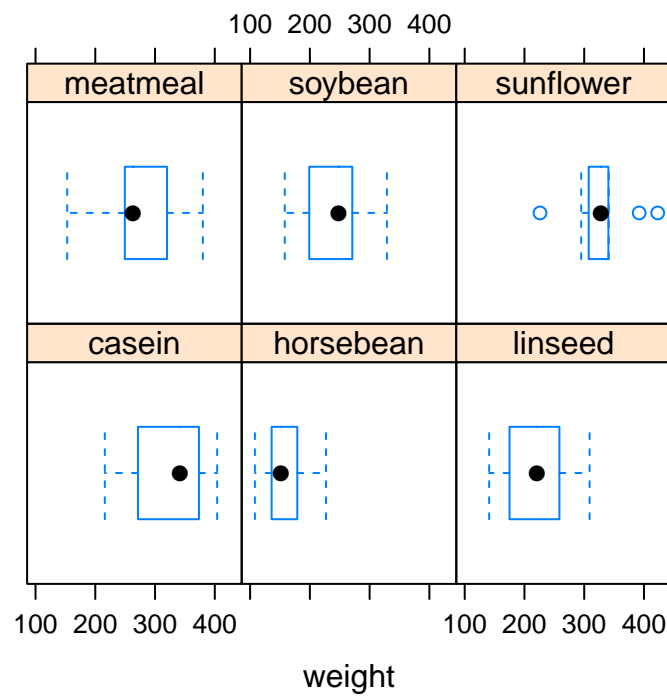 100 200 300 400
meatmeal soybean sunflower
casein horsebean linseed
100 200 300 400 100 200 300 400
weight